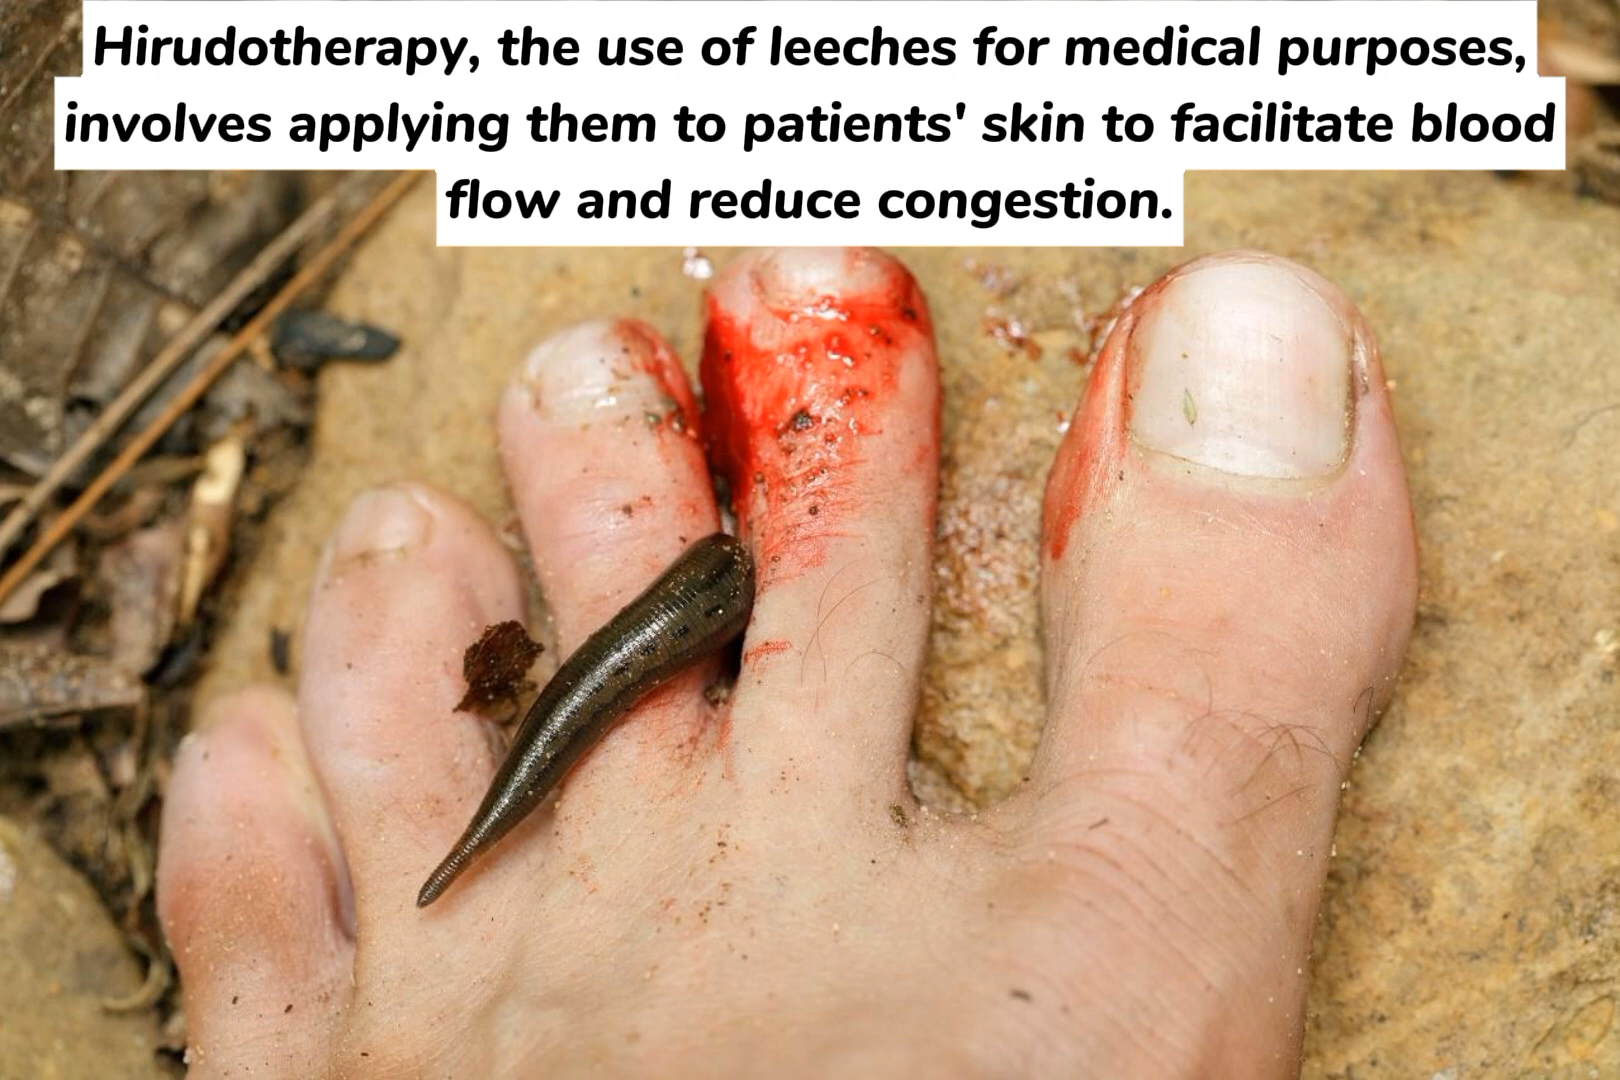 Hirudotherapy, the use of leeches for medical purposes,
involves applying them to patients' skin to facilitate blood
flow and reduce congestion.